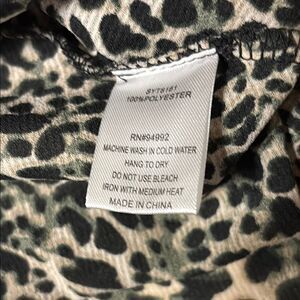 SYT8161
100%POLYESTER
RN#94992
MACHINE WASH IN COLD WATER
HANG TO DRY
DO NOT USE BLEACH
IRON WITH MEDIUM HEAT
MADE IN CHINA